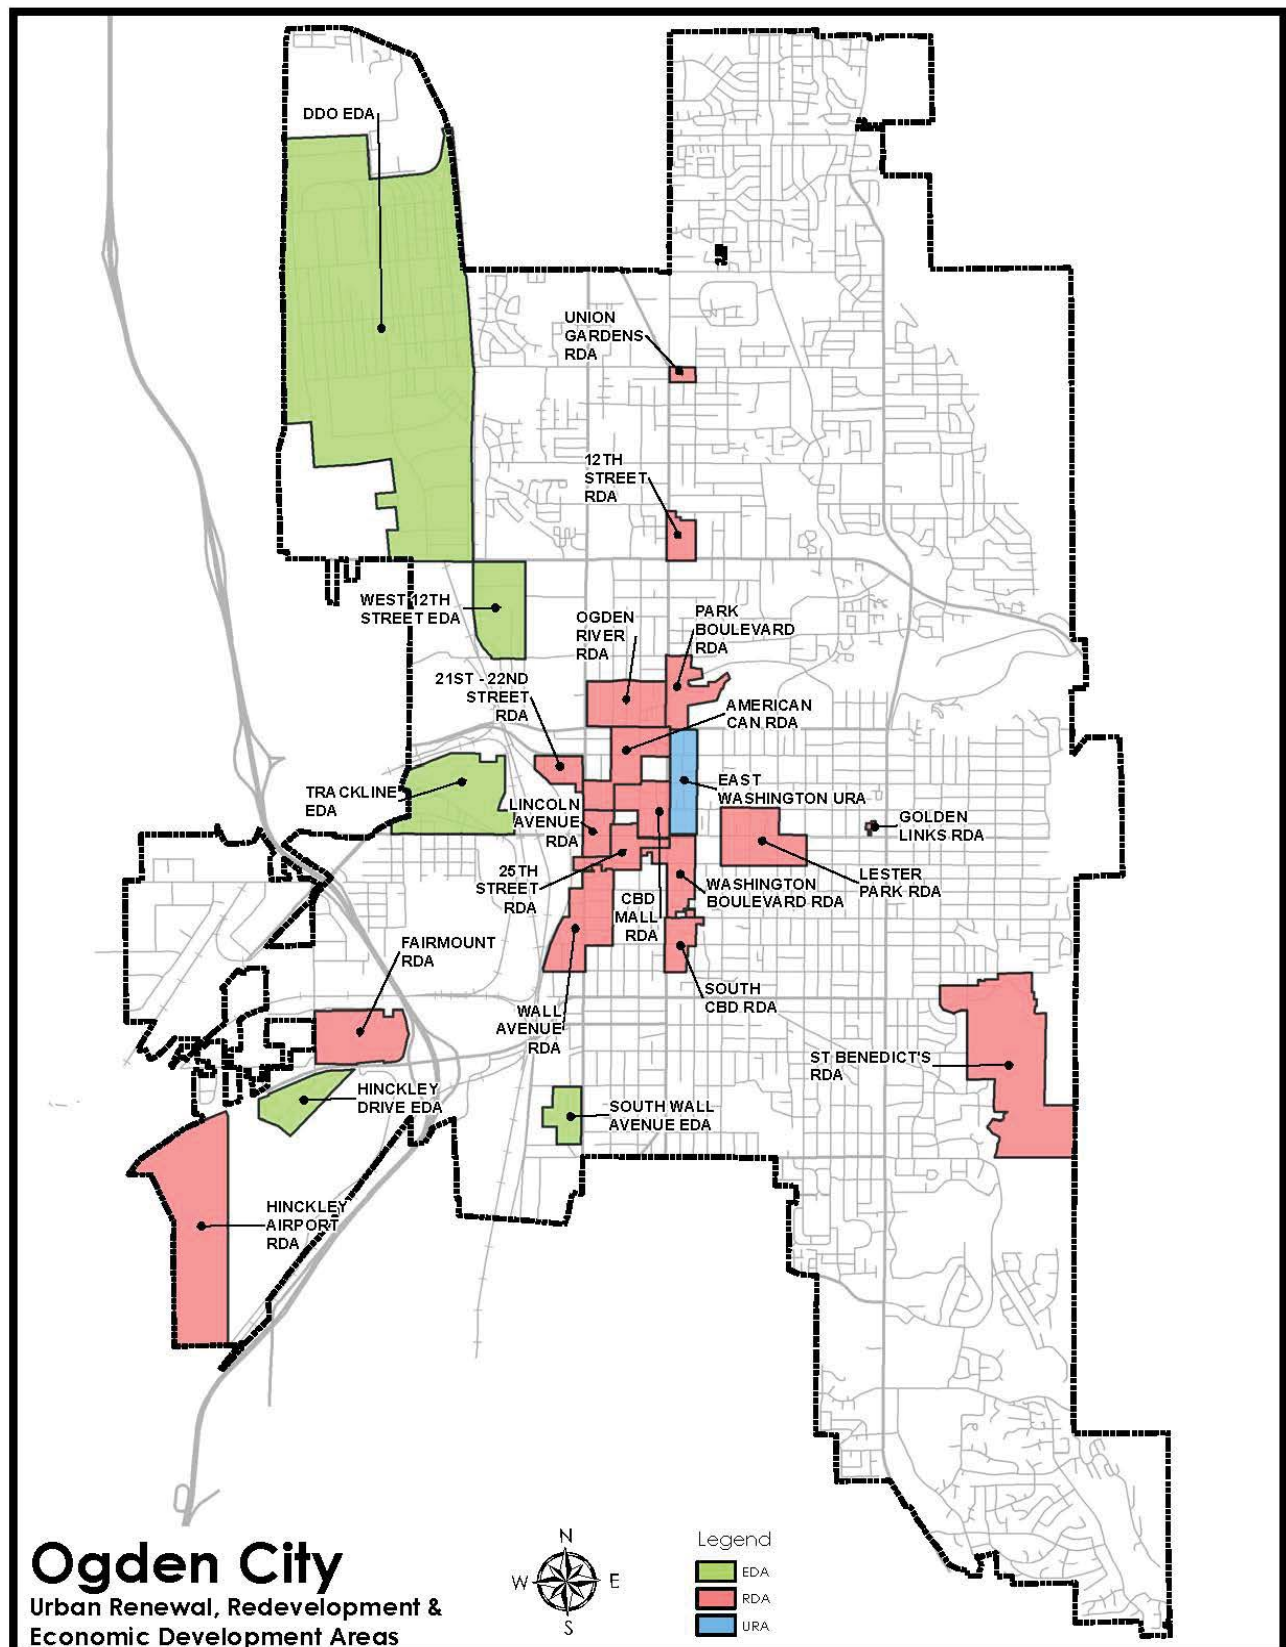 DDO EDA
UNION
GARDENS
RDA
12TH
STREET
RDA
WEST 12TH
STREET EDA
OGDEN
RIVER
RDA
PARK
BOULEVARD
RDA
21ST - 22ND
STREET
RDA
AMERICAN
CAN RDA
TRACKLINE
EDA
LINCOLN
AVENUE
RDA
EAST
WASHINGTON URA
GOLDEN
LINKS RDA
25TH
STREET
RDA
CBD
MALL
RDA
WASHINGTON
BOULEVARD RDA
LESTER
PARK RDA
FAIRMOUNT
RDA
WALL
AVENUE
RDA
SOUTH
CBD RDA
ST BENEDICT'S
RDA
HINCKLEY
DRIVE EDA
SOUTH WALL
AVENUE EDA
HINCKLEY
AIRPORT
RDA
Ogden City
Urban Renewal, Redevelopment &
Economic Development Areas
N
W
E
S
Legend
EDA
RDA
URA